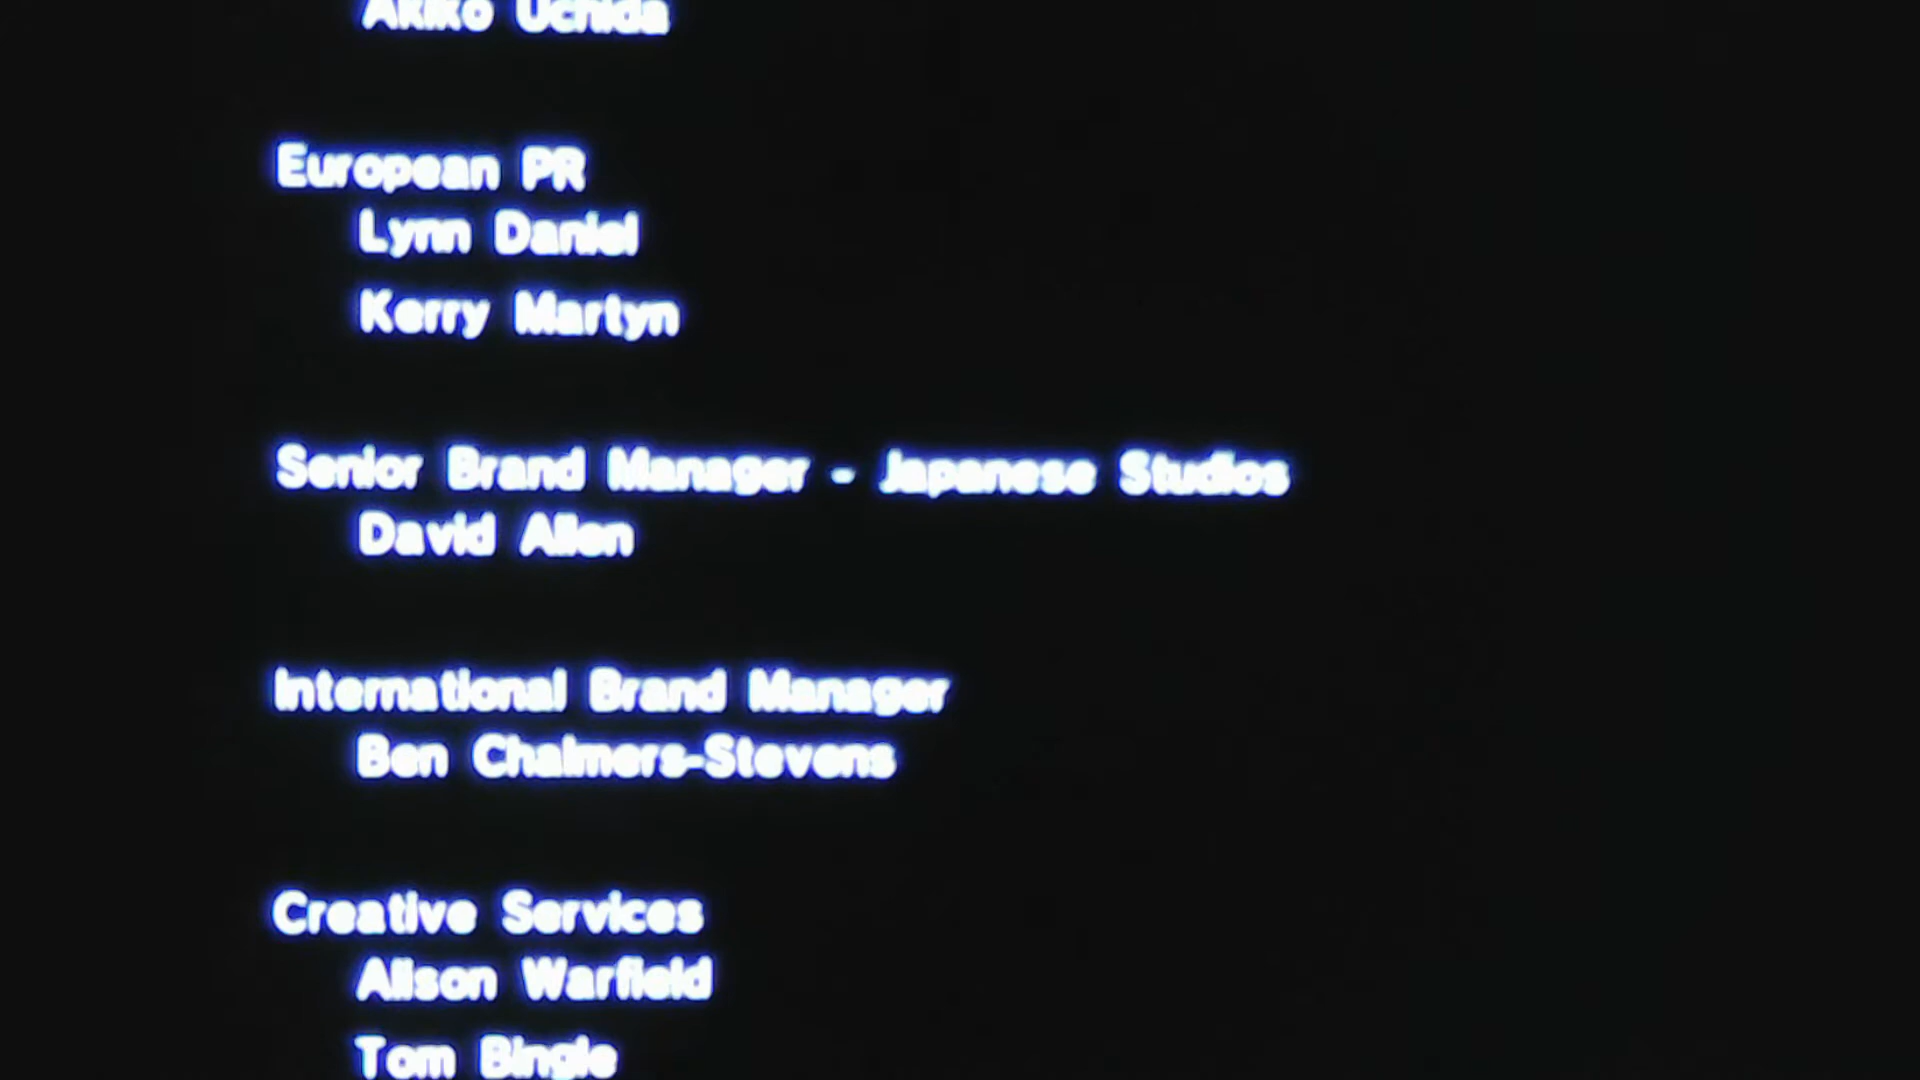 Akiko Uchida
European PR
Lynn Daniel
Kerry Martyn
Senior Brand Manager - Japanese Studios
David Allen
International Brand Manager
Ben Chalmers-Stevens
Creative Services
Alison Warfield
Tom Bingle